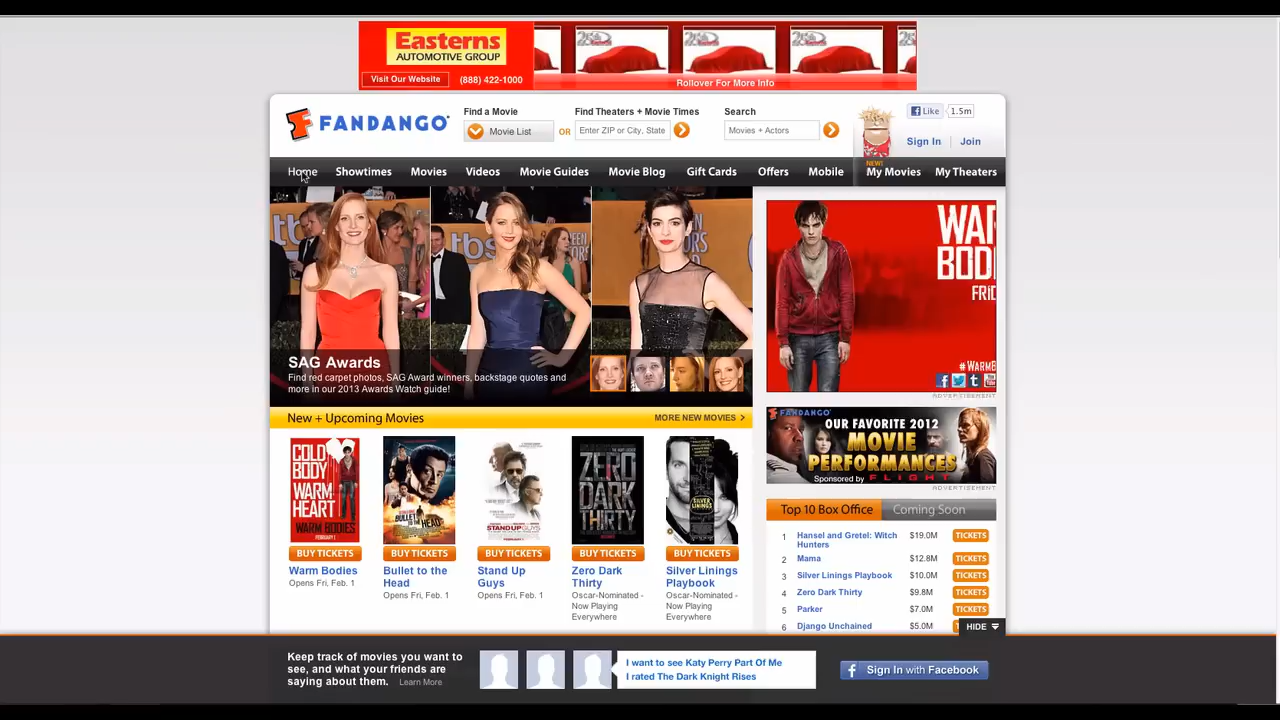 Easterns
AUTOMOTIVE GROUP
Visit Our Website
(888) 422-1000
Rollover For More Info
FANDANGO
Find a Movie
Movie List
OR
Find Theaters + Movie Times
Enter ZIP or City, State
Search
Movies + Actors
Like
1.5m
Sign In
Join
Home
Showtimes
Movies
Videos
Movie Guides
Movie Blog
Gift Cards
Offers
Mobile
NEW!
My Movies
My Theaters
tbs
tbs
SAG Awards
Find red carpet photos, SAG Award winners, backstage quotes and
more in our 2013 Awards Watch guide!
WAR
BOD
FRID
#WARMB
ADVERTISEMENT
New + Upcoming Movies
MORE NEW MOVIES >
COLD
BODY
WARM
HEART
WARM BODIES
FEBRUARY 1
BULLET TO THE HEAD
STAND UP GUYS
ZERO
DARK
THIRTY
SILVER LININGS
BUY TICKETS
BUY TICKETS
BUY TICKETS
BUY TICKETS
BUY TICKETS
Warm Bodies
Opens Fri, Feb. 1
Bullet to the
Head
Opens Fri, Feb. 1
Stand Up
Guys
Opens Fri, Feb. 1
Zero Dark
Thirty
Oscar-Nominated -
Now Playing
Everywhere
Silver Linings
Playbook
Oscar-Nominated -
Now Playing
Everywhere
FANDANGO
OUR FAVORITE 2012
MOVIE
PERFORMANCES
Sponsored by FLIGHT
ADVERTISEMENT
Top 10 Box Office
Coming Soon
1 Hansel and Gretel: Witch
Hunters $19.0M TICKETS
2 Mama $12.8M TICKETS
3 Silver Linings Playbook $10.0M TICKETS
4 Zero Dark Thirty $9.8M TICKETS
5 Parker $7.0M TICKETS
6 Django Unchained $5.0M
HIDE
Keep track of movies you want to
see, and what your friends are
saying about them. Learn More
I want to see Katy Perry Part Of Me
I rated The Dark Knight Rises
Sign In with Facebook